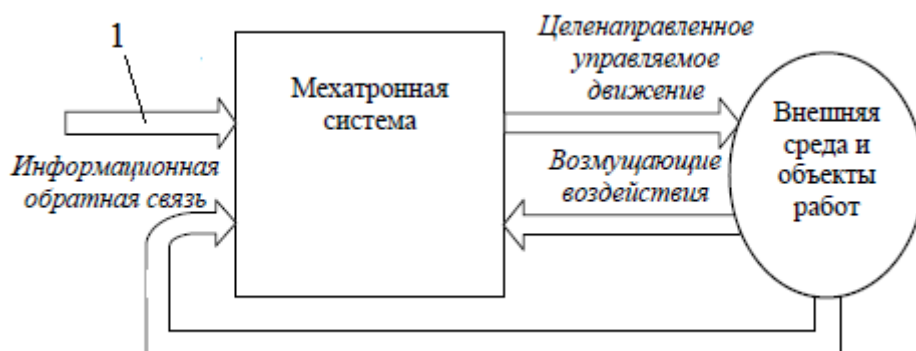 1
Целенаправленное
управляемое
движение
Мехатронная
система
Внешняя
среда и
объекты
работ
Информационная
обратная связь
Возмущающие
воздействия